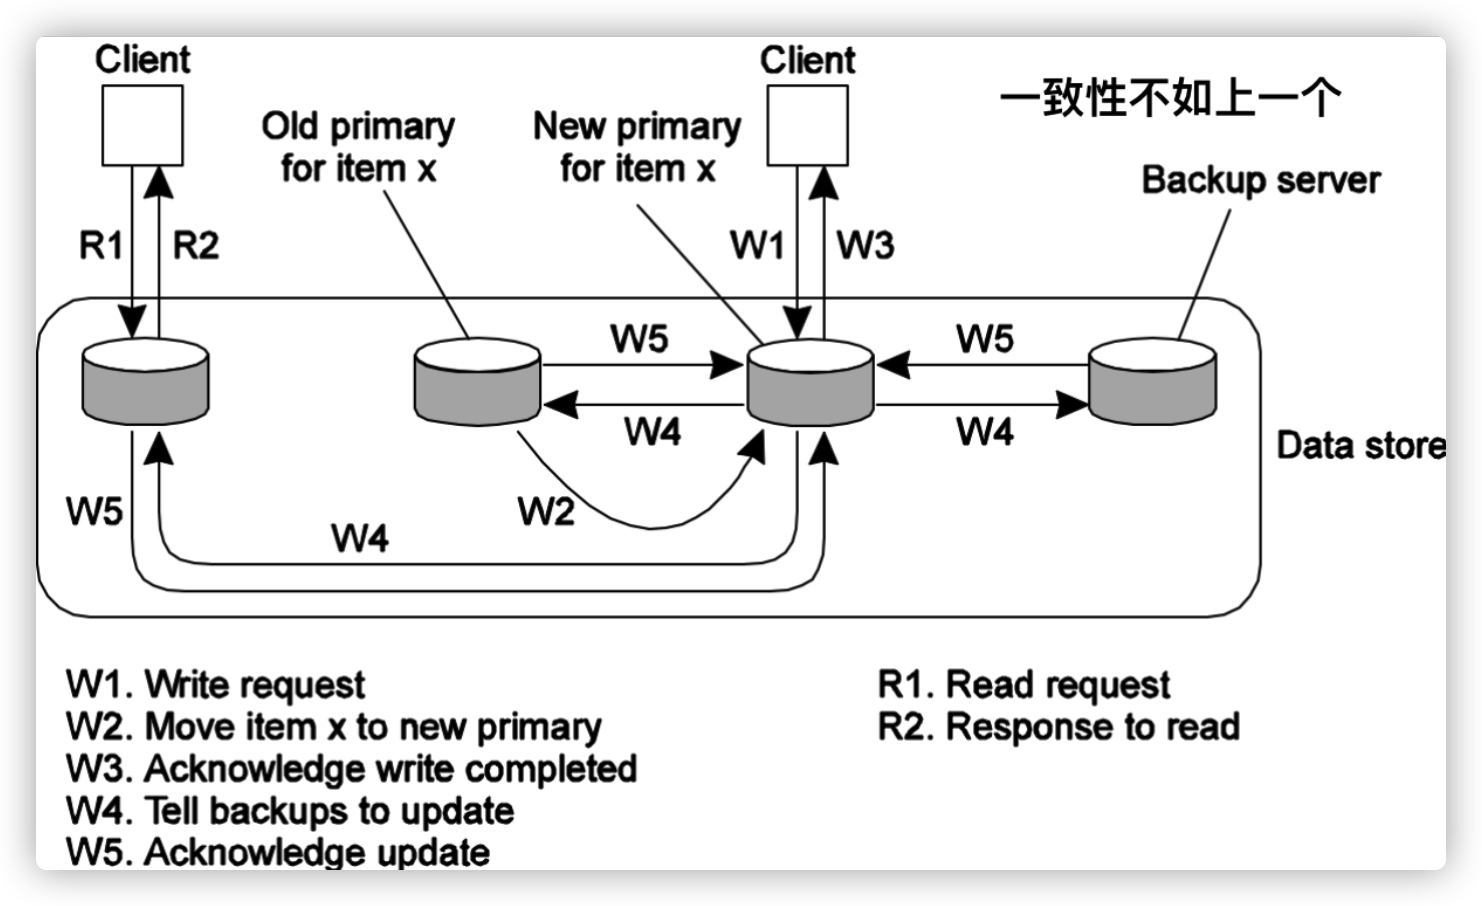 Client
Client
一致性不如上一个
Old primary
for item x
New primary
for item x
Backup server
R1
R2
W1
W3
W5
W5
W4
W4
Data store
W5
W2
W4
W1. Write request
W2. Move item x to new primary
W3. Acknowledge write completed
W4. Tell backups to update
W5. Acknowledge update
R1. Read request
R2. Response to read